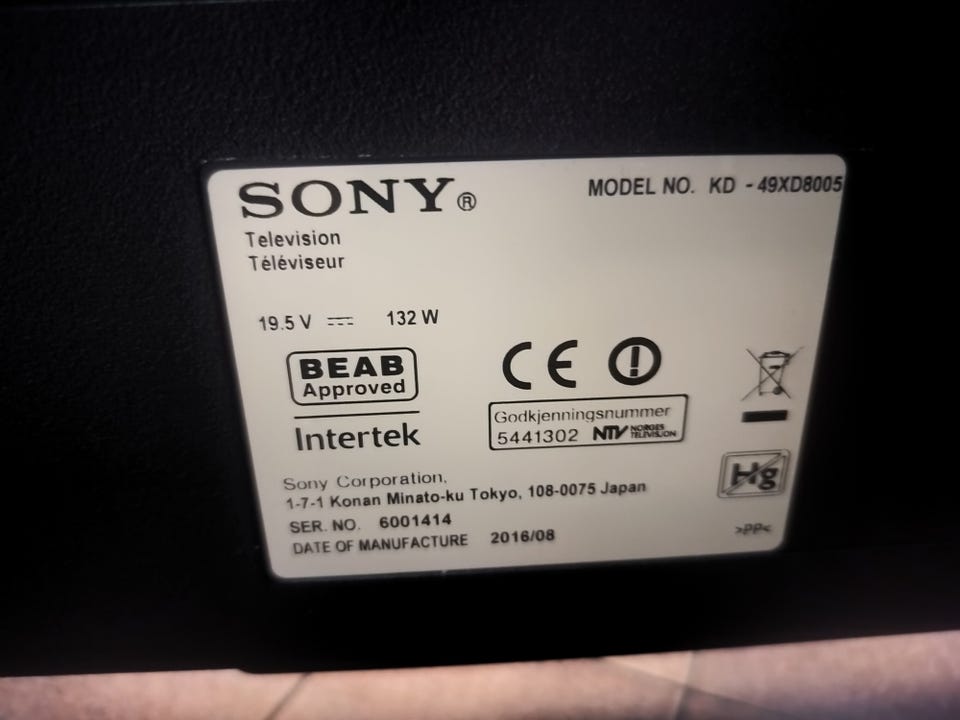 SONY®
MODEL NO. KD - 49XD8005
Television
Téléviseur
19.5 V 132 W
BEAB
Approved
Intertek
CE
Godkjenningsnummer
5441302 NTV NORGES TELEVISJON
Hg
Sony Corporation,
1-7-1 Konan Minato-ku Tokyo, 108-0075 Japan
SER. NO. 6001414
DATE OF MANUFACTURE 2016/08
>PP<